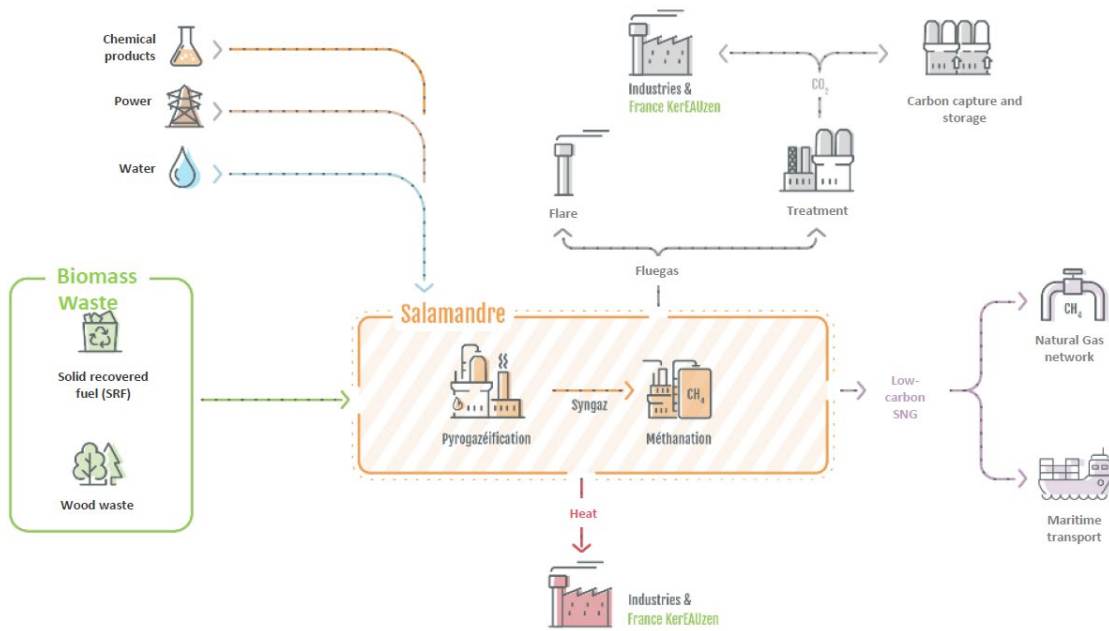 Chemical
products
Power
Water
Industries &
France KerEAUzen
CO2
Carbon capture and
storage
Flare
Treatment
Fluegas
Biomass
Waste
Solid recovered
fuel (SRF)
Wood waste
Salamandre
Pyrogazéification
Syngaz
CH4
Méthanation
Low-
carbon
SNG
CH4
Natural Gas
network
Maritime
transport
Heat
Industries &
France KerEAUzen